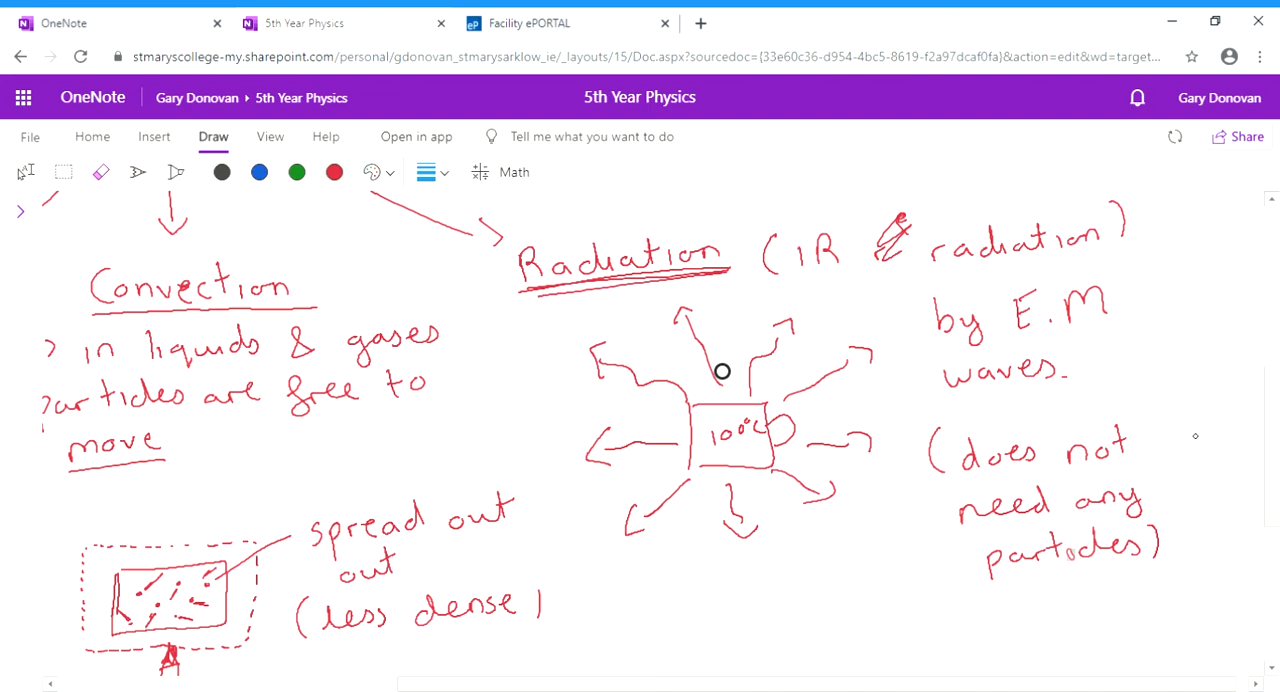 OneNote
5th Year Physics
Facility ePORTAL
stmaryscollege-my.sharepoint.com/personal/gdonovan_stmarysarklow_ie/_layouts/15/Doc.aspx?sourcedoc={33e60c36-d954-4bc5-8619-f2a97dcaf0fa}&action=edit&wd=target...
OneNote
Gary Donovan › 5th Year Physics
5th Year Physics
Gary Donovan
File
Home
Insert
Draw
View
Help
Open in app
Tell me what you want to do
Share
Math
Radiation (IR radiation)
by E.M
waves.
(does not
need any
particles)
100°C
Convection
in liquids & gases
articles are free to
move
spread out
out
(less dense)